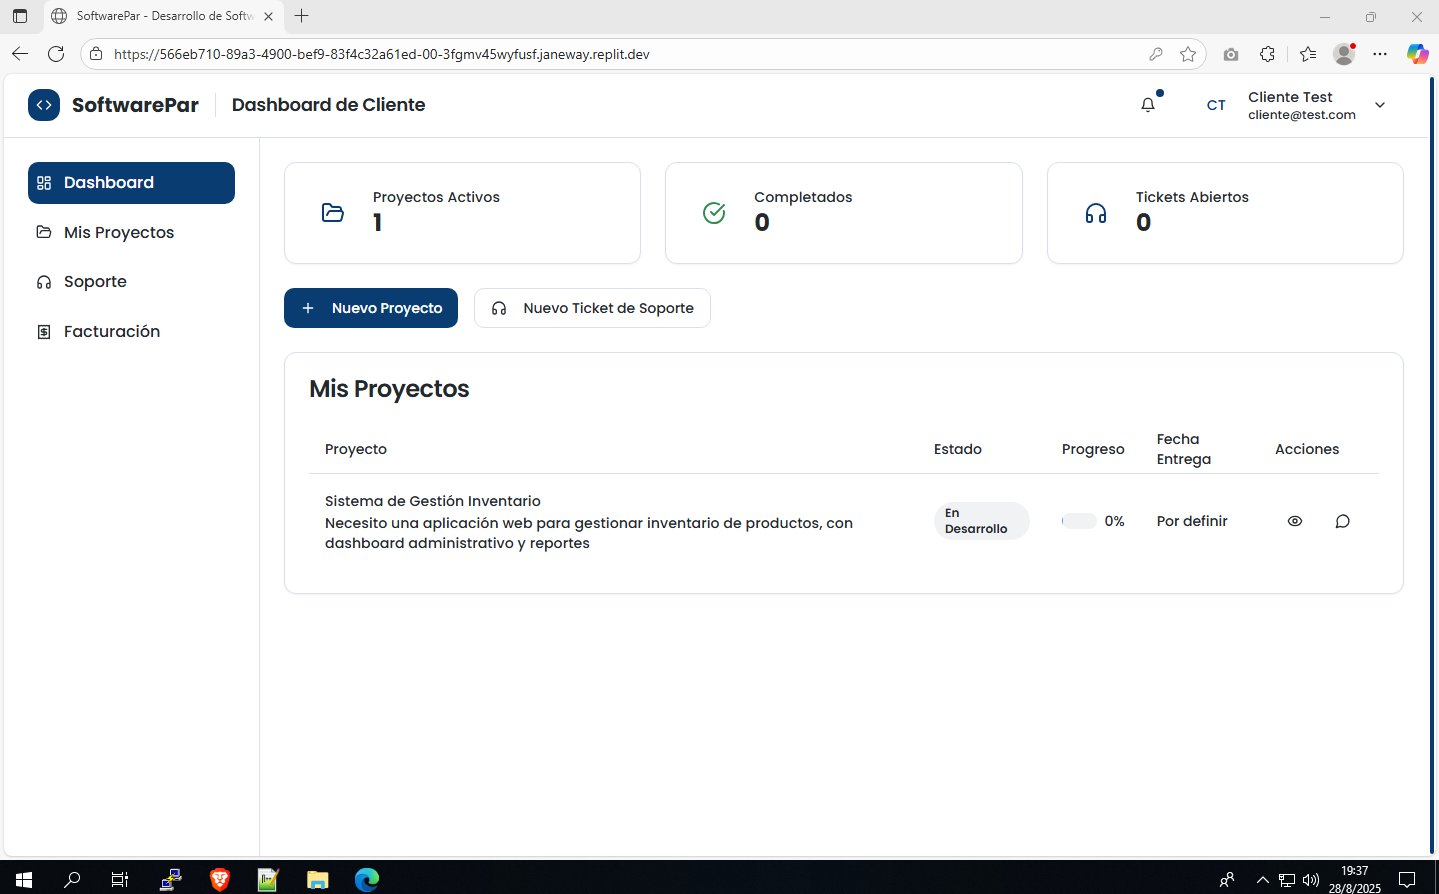 SoftwarePar - Desarrollo de Softw
https://566eb710-89a3-4900-bef9-83f4c32a61ed-00-3fgmv45wyfusf.janeway.replit.dev
SoftwarePar
Dashboard de Cliente
CT
Cliente Test
cliente@test.com
Dashboard
Mis Proyectos
Soporte
Facturación
Proyectos Activos
1
Completados
0
Tickets Abiertos
0
Nuevo Proyecto
Nuevo Ticket de Soporte
Mis Proyectos
Proyecto
Estado
Progreso
Fecha
Entrega
Acciones
Sistema de Gestión Inventario
Necesito una aplicación web para gestionar inventario de productos, con
dashboard administrativo y reportes
En
Desarrollo
0%
Por definir
19:37
28/8/2025